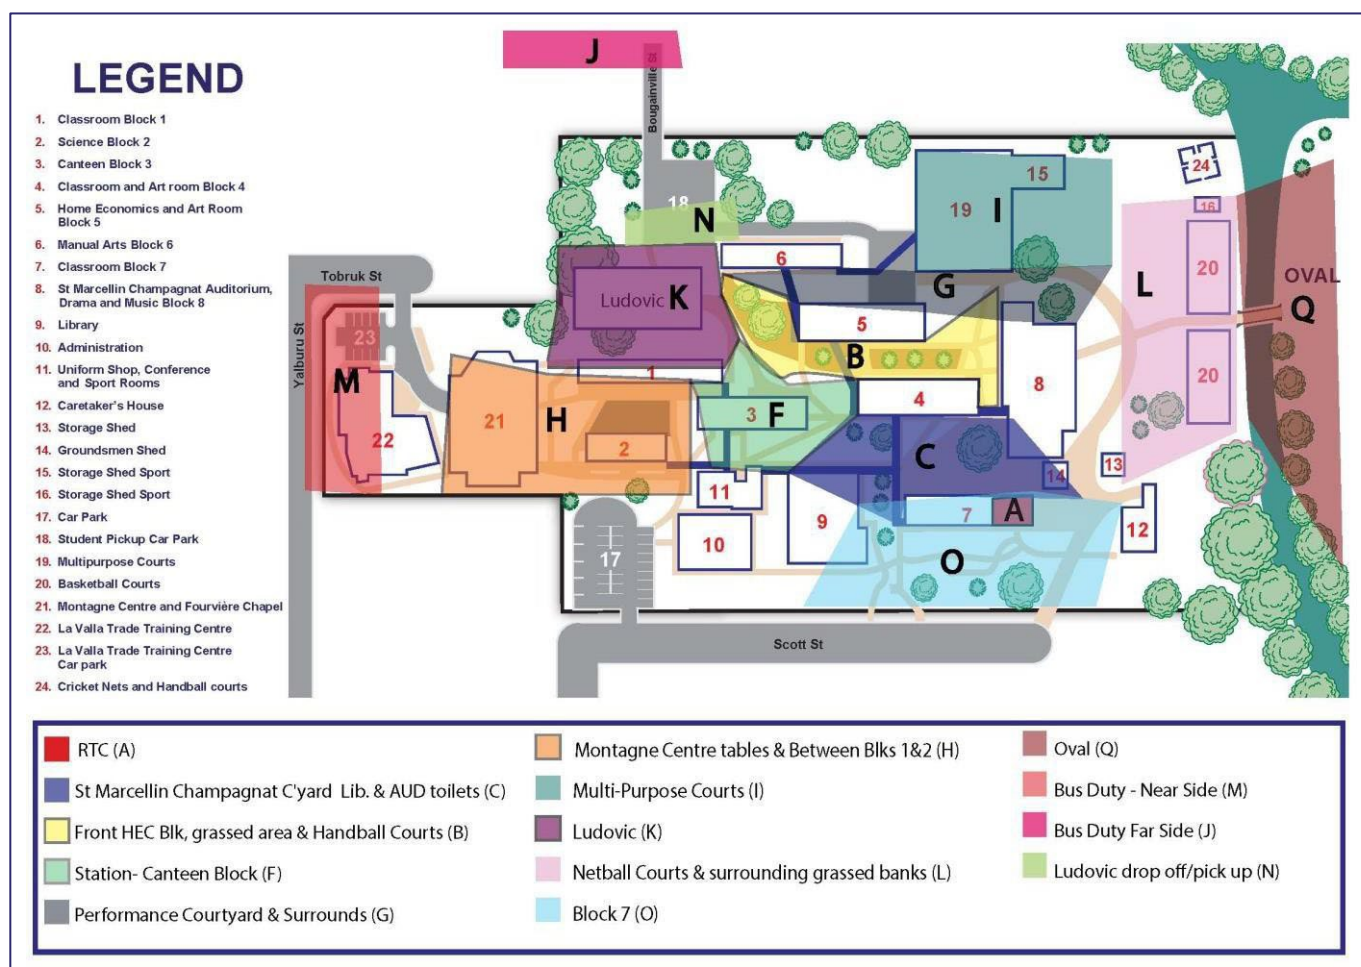 LEGEND
1. Classroom Block 1
2. Science Block 2
3. Canteen Block 3
4. Classroom and Art room Block 4
5. Home Economics and Art Room
Block 5
6. Manual Arts Block 6
7. Classroom Block 7
8. St Marcellin Champagnat Auditorium,
Drama and Music Block 8
9. Library
10. Administration
11. Uniform Shop, Conference
and Sport Rooms
12. Caretaker's House
13. Storage Shed
14. Groundsmen Shed
15. Storage Shed Sport
16. Storage Shed Sport
17. Car Park
18. Student Pickup Car Park
19. Multipurpose Courts
20. Basketball Courts
21. Montagne Centre and Fourvière Chapel
22. La Valla Trade Training Centre
23. La Valla Trade Training Centre
Car park
24. Cricket Nets and Handball courts
J
Bougainville St
24
15
16
18
N
19
I
6
Tobruk St
20
L
OVAL
G
Q
Ludovic K
5
23
Yalburu St
B
M
1
8
20
4
21
H
3
F
22
2
C
13
14
11
9
7
A
12
10
17
O
Scott St
RTC (A)
St Marcellin Champagnat C'yard Lib. & AUD toilets (C)
Front HEC Blk, grassed area & Handball Courts (B)
Station- Canteen Block (F)
Performance Courtyard & Surrounds (G)
Montagne Centre tables & Between Blks 1&2 (H)
Multi-Purpose Courts (I)
Ludovic (K)
Netball Courts & surrounding grassed banks (L)
Block 7 (O)
Oval (Q)
Bus Duty - Near Side (M)
Bus Duty Far Side (J)
Ludovic drop off/pick up (N)